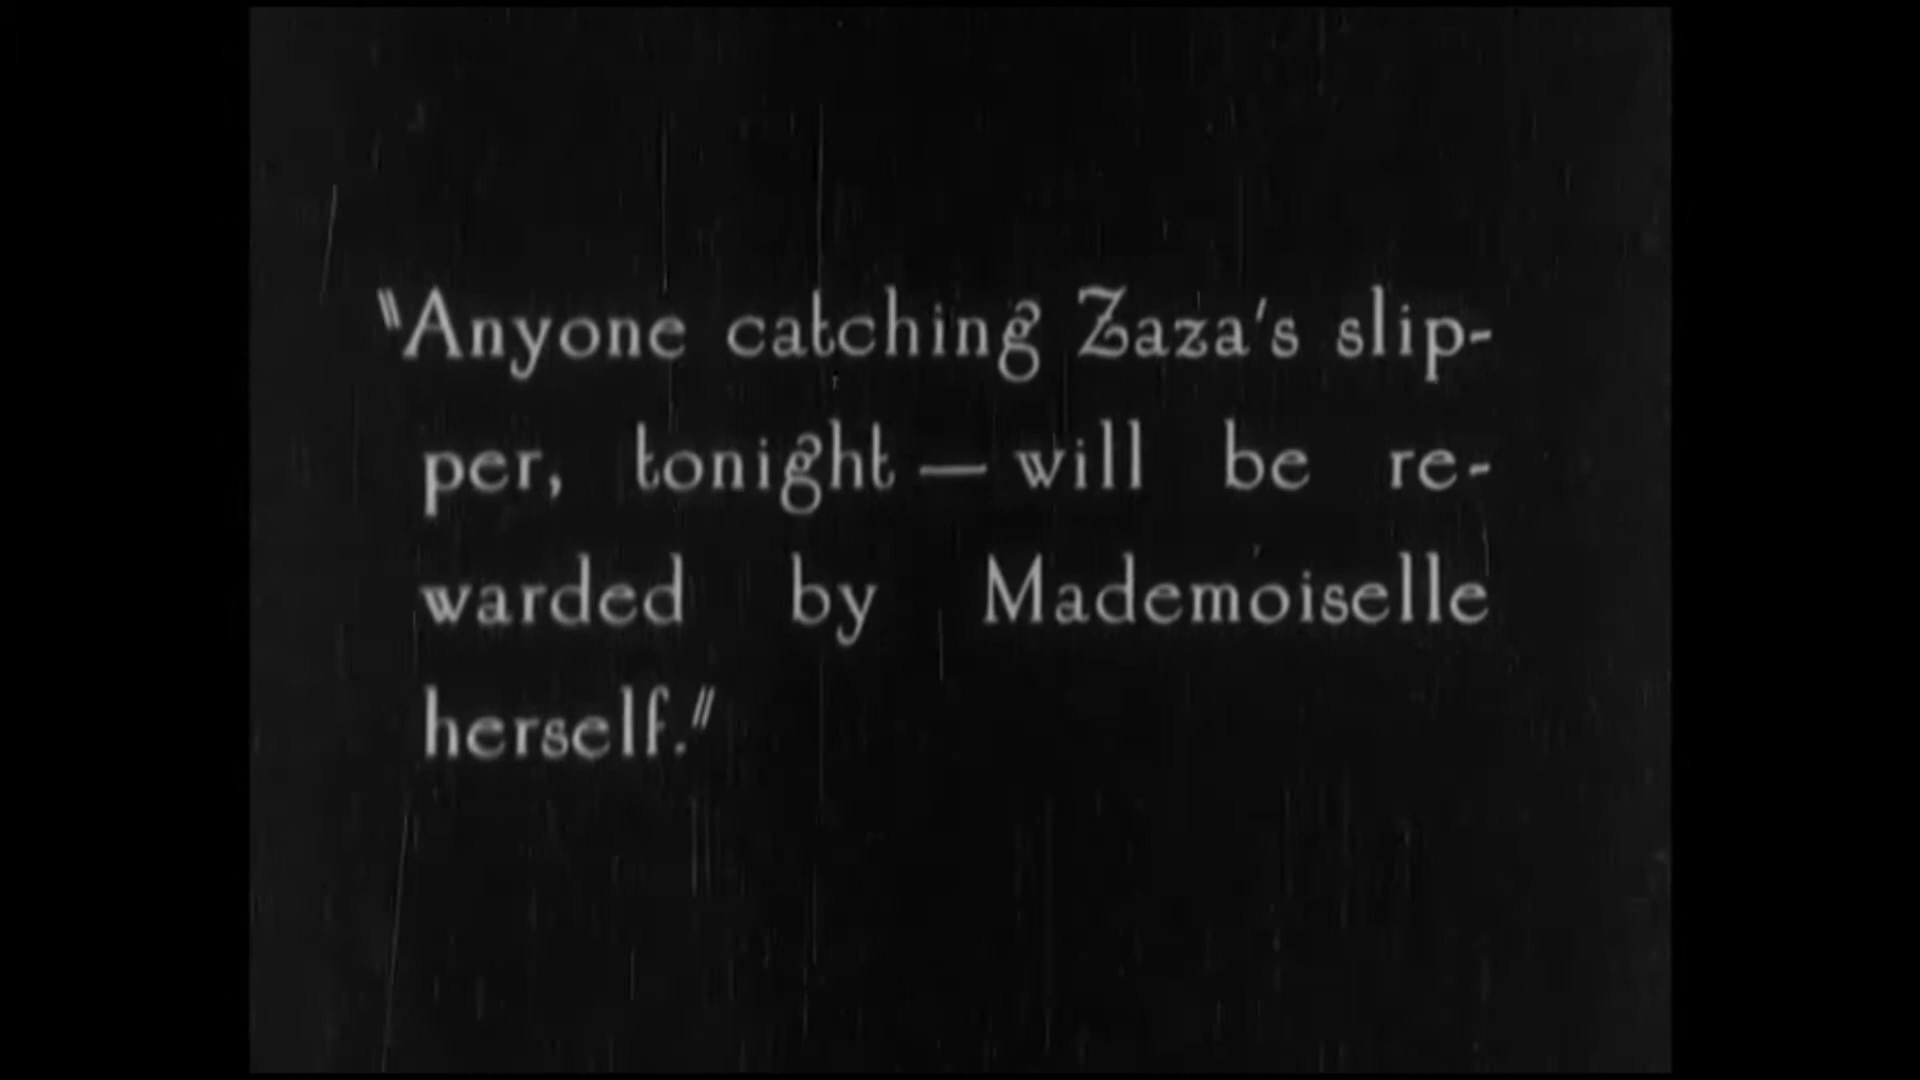 "Anyone catching Zaza's slip-
per, tonight — will be re-
warded by Mademoiselle
herself."